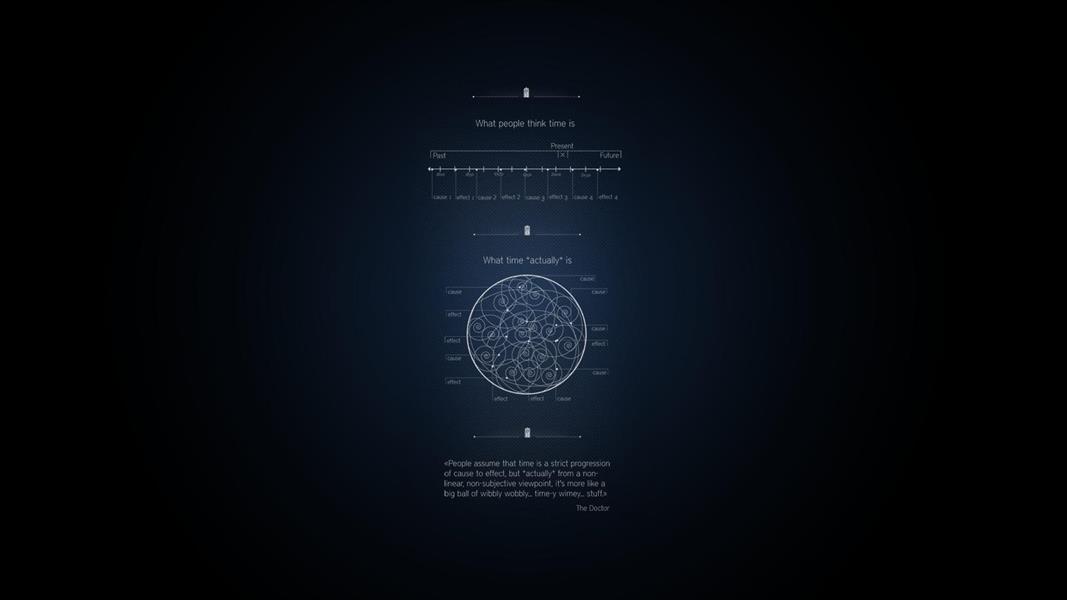 What people think time is
Present
Past
Future
cause 1 effect 1 cause 2 effect 2 cause 3 effect 3 cause 4 effect 4
What time *actually* is
cause
cause
cause
effect
cause
effect
effect
cause
effect
cause
effect effect cause
«People assume that time is a strict progression
of cause to effect, but *actually* from a non-
linear, non-subjective viewpoint, it's more like a
big ball of wibbly wobbly... time-y wimey... stuff.»
The Doctor